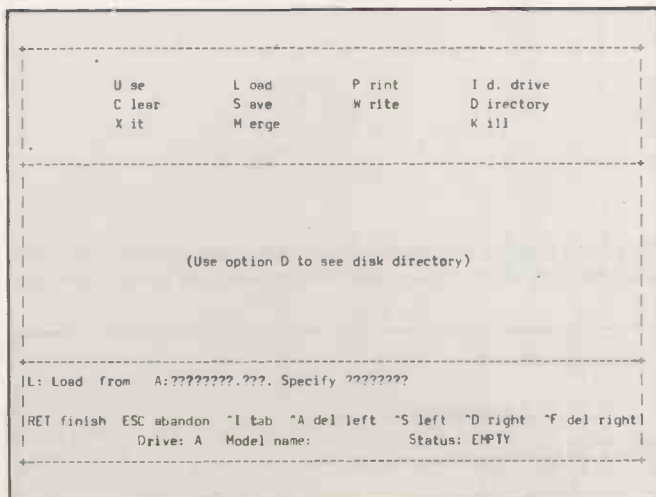 U se L oad P rint I d. drive
C lear S ave W rite D irectory
X it M erge K ill
(Use option D to see disk directory)
L: Load from A:????????.???. Specify ????????
RET finish ESC abandon ^I tab ^A del left ^S left ^D right ^F del right
Drive: A Model name: Status: EMPTY